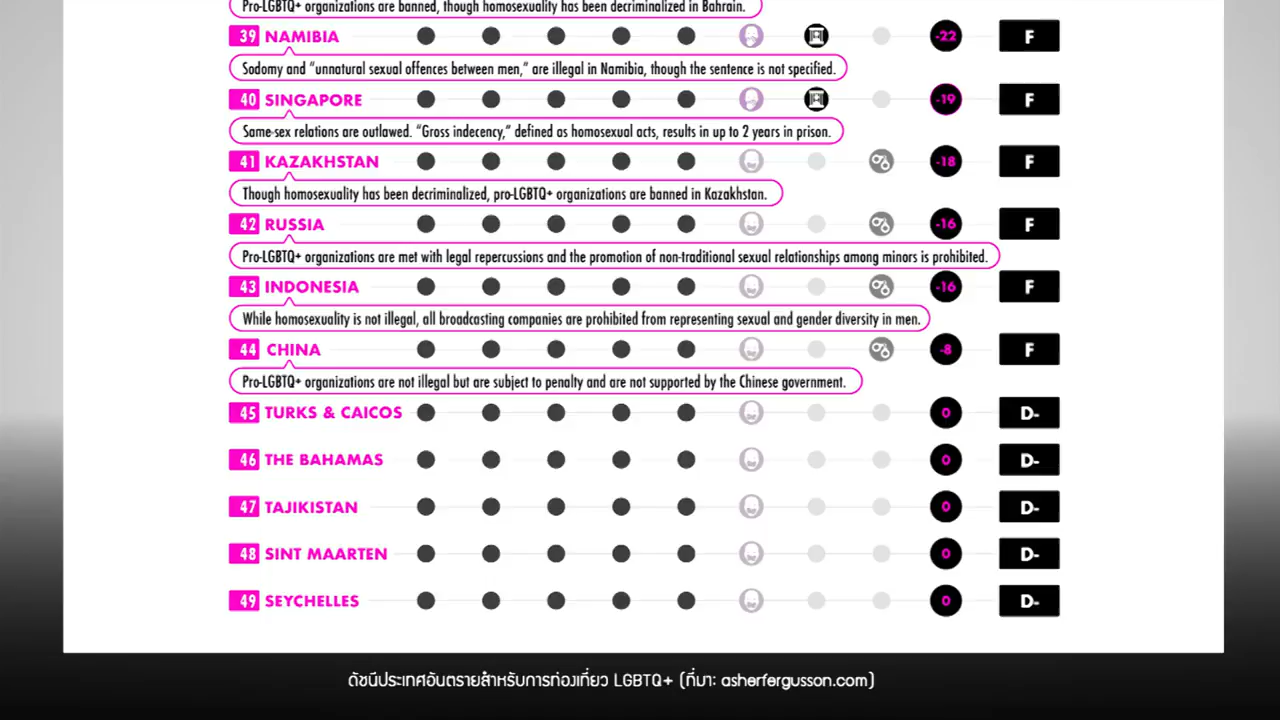 Pro-LGBTQ+ organizations are banned, though homosexuality has been decriminalized in Bahrain.
39 NAMIBIA -22 F
Sodomy and “unnatural sexual offences between men,” are illegal in Namibia, though the sentence is not specified.
40 SINGAPORE -19 F
Same-sex relations are outlawed. “Gross indecency,” defined as homosexual acts, results in up to 2 years in prison.
41 KAZAKHSTAN -18 F
Though homosexuality has been decriminalized, pro-LGBTQ+ organizations are banned in Kazakhstan.
42 RUSSIA -16 F
Pro-LGBTQ+ organizations are met with legal repercussions and the promotion of non-traditional sexual relationships among minors is prohibited.
43 INDONESIA -16 F
While homosexuality is not illegal, all broadcasting companies are prohibited from representing sexual and gender diversity in men.
44 CHINA -8 F
Pro-LGBTQ+ organizations are not illegal but are subject to penalty and are not supported by the Chinese government.
45 TURKS & CAICOS 0 D-
46 THE BAHAMAS 0 D-
47 TAJIKISTAN 0 D-
48 SINT MAARTEN 0 D-
49 SEYCHELLES 0 D-
ดัชนีประเทศอันตรายสำหรับการท่องเที่ยว LGBTQ+ (ที่มา: asherfergusson.com)